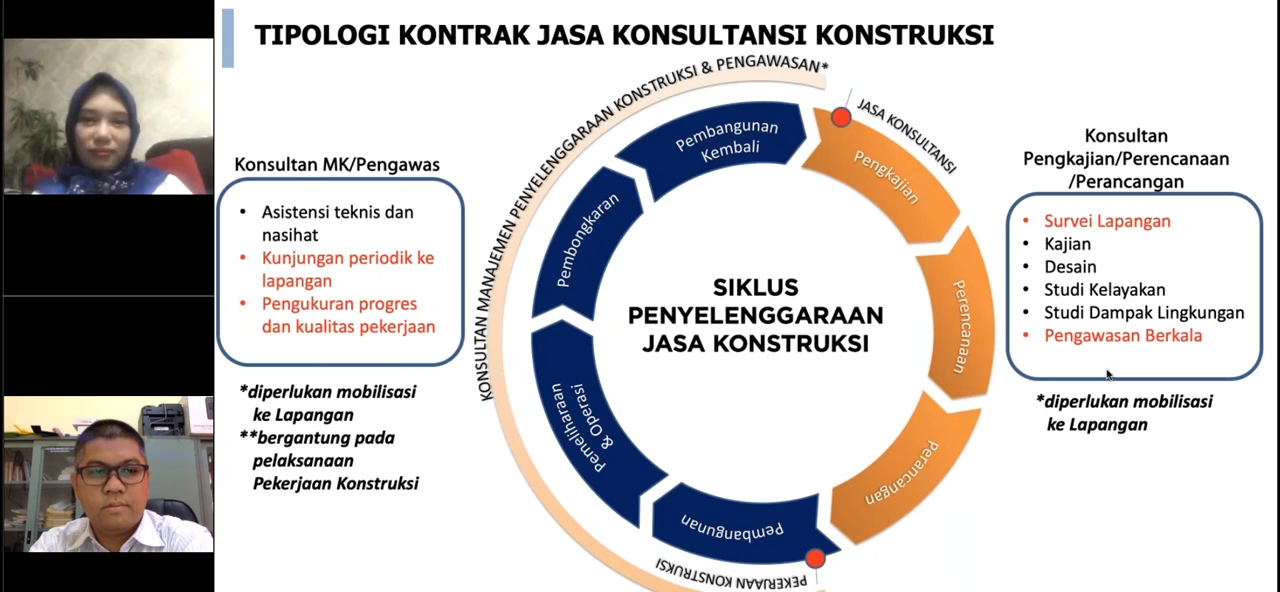 TIPOLOGI KONTRAK JASA KONSULTANSI KONSTRUKSI
KONSULTAN MANAJEMEN PENYELENGGARAAN KONSTRUKSI & PENGAWASAN*
JASA KONSULTANSI
Konsultan MK/Pengawas
• Asistensi teknis dan
nasihat
• Kunjungan periodik ke
lapangan
• Pengukuran progres
dan kualitas pekerjaan
*diperlukan mobilisasi
ke Lapangan
**bergantung pada
pelaksanaan
Pekerjaan Konstruksi
Pengkajian
Perencanaan
Perancangan
Pembangunan
Pemeliharaan
& Operasi
Pembongkaran
Pembangunan
Kembali
SIKLUS
PENYELENGGARAAN
JASA KONSTRUKSI
PEKERJAAN KONSTRUKSI
Konsultan
Pengkajian/Perencanaan
/Perancangan
• Survei Lapangan
• Kajian
• Desain
• Studi Kelayakan
• Studi Dampak Lingkungan
• Pengawasan Berkala
*diperlukan mobilisasi
ke Lapangan